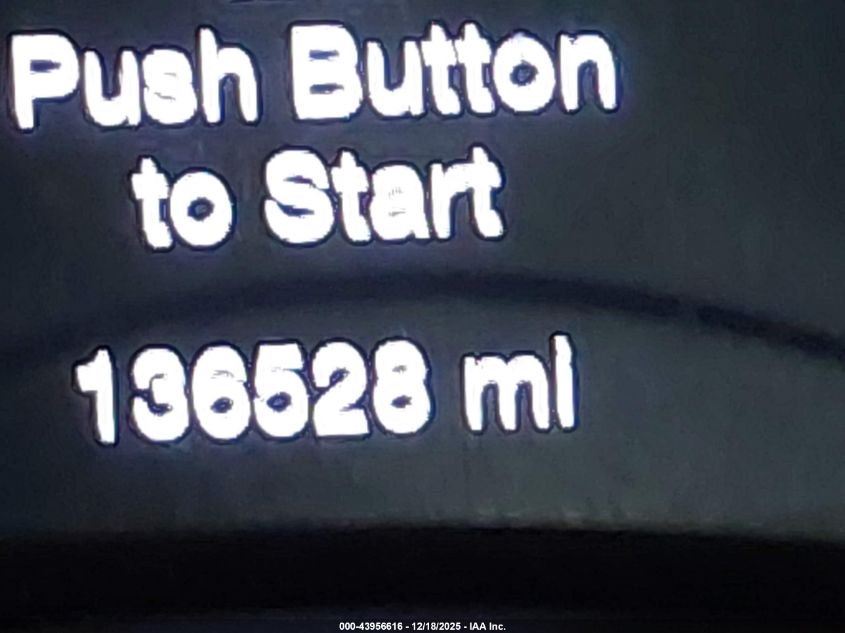 Push Button
to Start
136528 mi
000-43956616 - 12/18/2025 - IAA Inc.